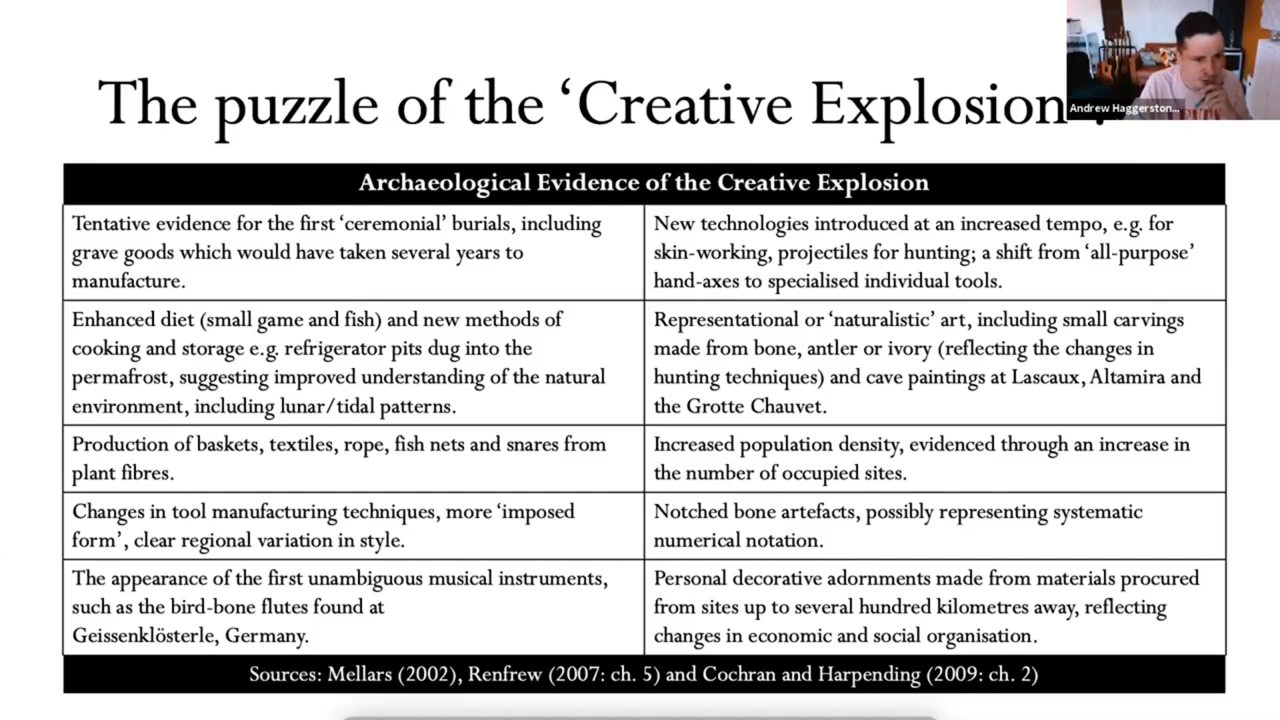 The puzzle of the ‘Creative Explosion
Andrew Haggerston...
Archaeological Evidence of the Creative Explosion
Tentative evidence for the first ‘ceremonial’ burials, including
grave goods which would have taken several years to
manufacture.
New technologies introduced at an increased tempo, e.g. for
skin-working, projectiles for hunting; a shift from ‘all-purpose’
hand-axes to specialised individual tools.
Enhanced diet (small game and fish) and new methods of
cooking and storage e.g. refrigerator pits dug into the
permafrost, suggesting improved understanding of the natural
environment, including lunar/tidal patterns.
Representational or ‘naturalistic’ art, including small carvings
made from bone, antler or ivory (reflecting the changes in
hunting techniques) and cave paintings at Lascaux, Altamira and
the Grotte Chauvet.
Production of baskets, textiles, rope, fish nets and snares from
plant fibres.
Increased population density, evidenced through an increase in
the number of occupied sites.
Changes in tool manufacturing techniques, more ‘imposed
form’, clear regional variation in style.
Notched bone artefacts, possibly representing systematic
numerical notation.
The appearance of the first unambiguous musical instruments,
such as the bird-bone flutes found at
Geissenklösterle, Germany.
Personal decorative adornments made from materials procured
from sites up to several hundred kilometres away, reflecting
changes in economic and social organisation.
Sources: Mellars (2002), Renfrew (2007: ch. 5) and Cochran and Harpending (2009: ch. 2)